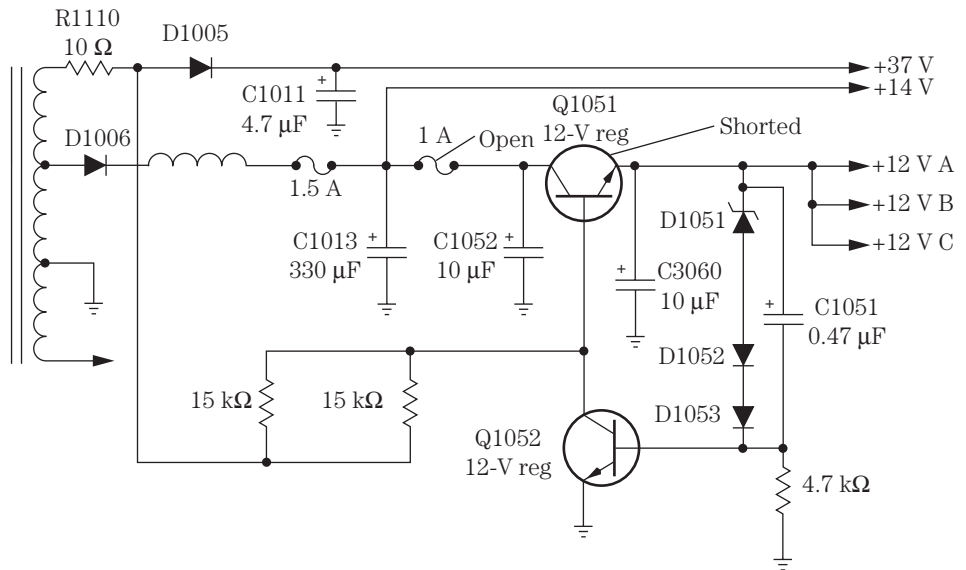 R1110
10 Ω
D1005
+37 V
+14 V
C1011
4.7 μF
Q1051
12-V reg
Shorted
1 A
Open
D1006
1.5 A
+12 V A
+12 V B
+12 V C
D1051
C1013
330 μF
C1052
10 μF
C3060
10 μF
C1051
0.47 μF
D1052
15 kΩ
15 kΩ
D1053
Q1052
12-V reg
4.7 kΩ